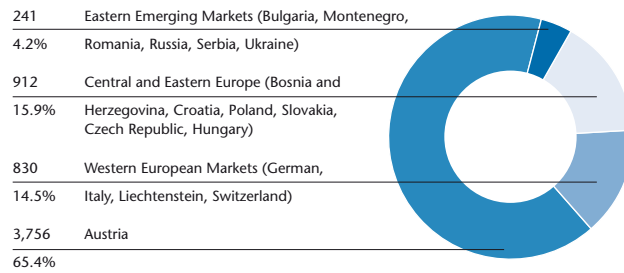 241 Eastern Emerging Markets (Bulgaria, Montenegro,
4.2% Romania, Russia, Serbia, Ukraine)
912 Central and Eastern Europe (Bosnia and
15.9% Herzegovina, Croatia, Poland, Slovakia,
Czech Republic, Hungary)
830 Western European Markets (German,
14.5% Italy, Liechtenstein, Switzerland)
3,756 Austria
65.4%